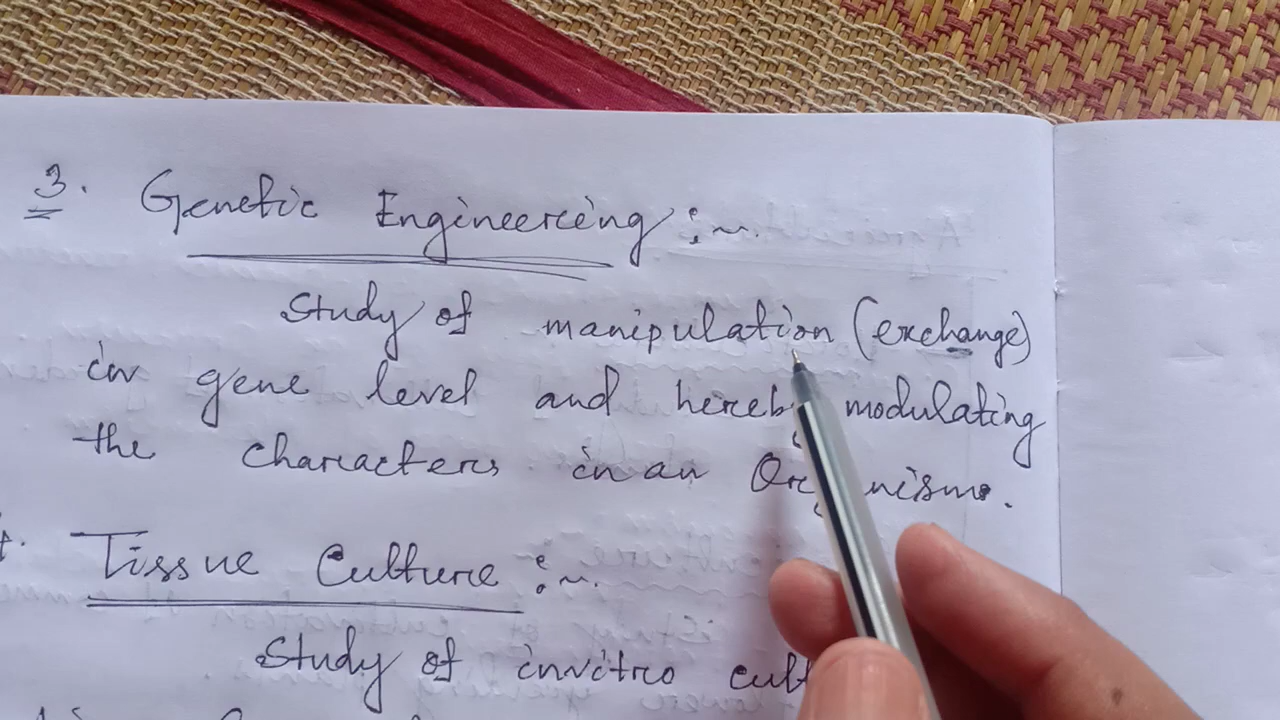 3. Genetic Engineering :~.
Study of manipulation (exchange)
in gene level and hereby modulating
the characters in an Organism.
Tissue Culture :~.
Study of invitro